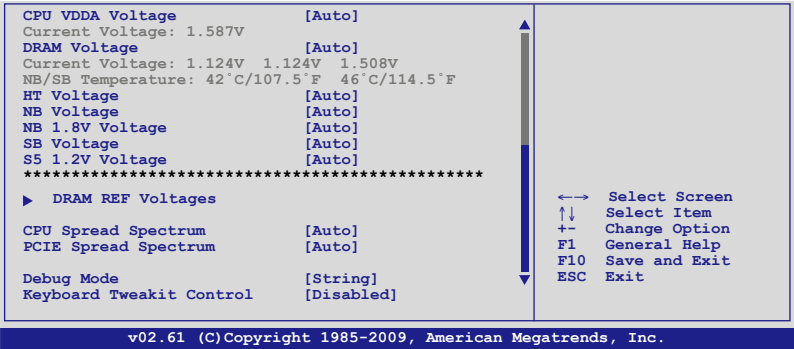 CPU VDDA Voltage [Auto]
Current Voltage: 1.587V
DRAM Voltage [Auto]
Current Voltage: 1.124V 1.124V 1.508V
NB/SB Temperature: 42°C/107.5°F 46°C/114.5°F
HT Voltage [Auto]
NB Voltage [Auto]
NB 1.8V Voltage [Auto]
SB Voltage [Auto]
S5 1.2V Voltage [Auto]
************************************************
▶ DRAM REF Voltages
CPU Spread Spectrum [Auto]
PCIE Spread Spectrum [Auto]
Debug Mode [String]
Keyboard Tweakit Control [Disabled]
←→ Select Screen
↑↓ Select Item
+- Change Option
F1 General Help
F10 Save and Exit
ESC Exit
v02.61 (C)Copyright 1985-2009, American Megatrends, Inc.